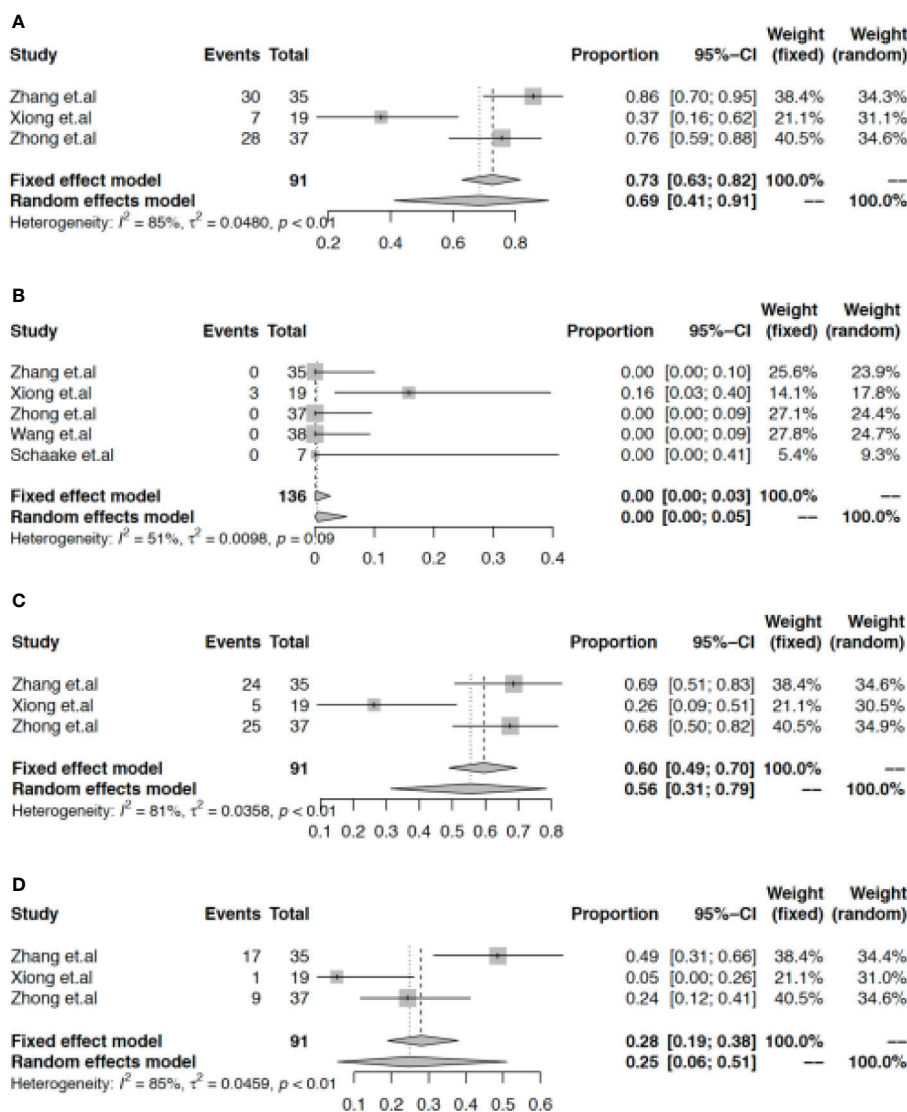 A
Weight Weight
Study Events Total Proportion 95%−CI (fixed) (random)
Zhang et.al 30 35 0.86 [0.70; 0.95] 38.4% 34.3%
Xiong et.al 7 19 0.37 [0.16; 0.62] 21.1% 31.1%
Zhong et.al 28 37 0.76 [0.59; 0.88] 40.5% 34.6%
Fixed effect model 91 0.73 [0.63; 0.82] 100.0% −−
Random effects model 0.69 [0.41; 0.91] −− 100.0%
Heterogeneity: I² = 85%, τ² = 0.0480, p < 0.01
0.2 0.4 0.6 0.8
B
Weight Weight
Study Events Total Proportion 95%−CI (fixed) (random)
Zhang et.al 0 35 0.00 [0.00; 0.10] 25.6% 23.9%
Xiong et.al 3 19 0.16 [0.03; 0.40] 14.1% 17.8%
Zhong et.al 0 37 0.00 [0.00; 0.09] 27.1% 24.4%
Wang et.al 0 38 0.00 [0.00; 0.09] 27.8% 24.7%
Schaake et.al 0 7 0.00 [0.00; 0.41] 5.4% 9.3%
Fixed effect model 136 0.00 [0.00; 0.03] 100.0% −−
Random effects model 0.00 [0.00; 0.05] −− 100.0%
Heterogeneity: I² = 51%, τ² = 0.0098, p = 0.09
0 0.1 0.2 0.3 0.4
C
Weight Weight
Study Events Total Proportion 95%−CI (fixed) (random)
Zhang et.al 24 35 0.69 [0.51; 0.83] 38.4% 34.6%
Xiong et.al 5 19 0.26 [0.09; 0.51] 21.1% 30.5%
Zhong et.al 25 37 0.68 [0.50; 0.82] 40.5% 34.9%
Fixed effect model 91 0.60 [0.49; 0.70] 100.0% −−
Random effects model 0.56 [0.31; 0.79] −− 100.0%
Heterogeneity: I² = 81%, τ² = 0.0358, p < 0.01
0.1 0.2 0.3 0.4 0.5 0.6 0.7 0.8
D
Weight Weight
Study Events Total Proportion 95%−CI (fixed) (random)
Zhang et.al 17 35 0.49 [0.31; 0.66] 38.4% 34.4%
Xiong et.al 1 19 0.05 [0.00; 0.26] 21.1% 31.0%
Zhong et.al 9 37 0.24 [0.12; 0.41] 40.5% 34.6%
Fixed effect model 91 0.28 [0.19; 0.38] 100.0% −−
Random effects model 0.25 [0.06; 0.51] −− 100.0%
Heterogeneity: I² = 85%, τ² = 0.0459, p < 0.01
0.1 0.2 0.3 0.4 0.5 0.6